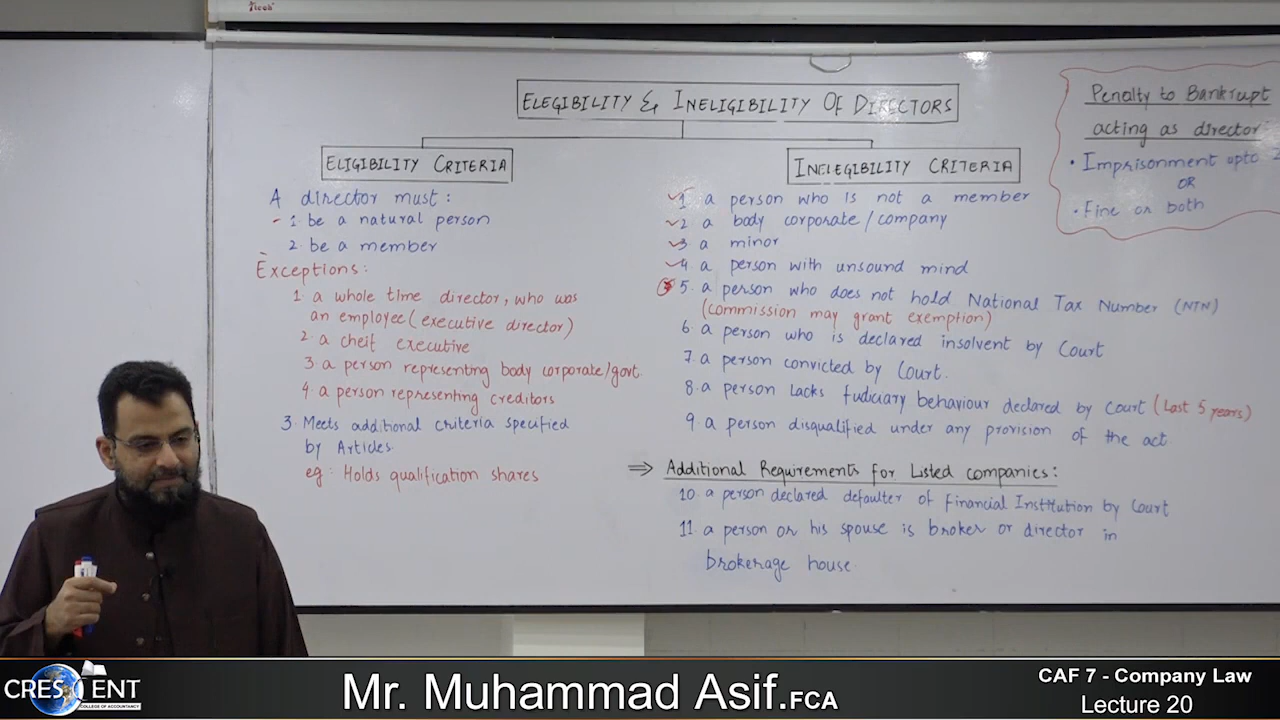 ELEGIBILITY & INELIGIBILITY OF DIRECTORS
ELIGIBILITY CRITERIA
A director must:
1. be a natural person
2. be a member
Exceptions:
1. a whole time director, who was
an employee (executive director)
2. a cheif executive
3. a person representing body corporate/govt.
4. a person representing creditors
3. Meets additional criteria specified
by Articles.
eg: Holds qualification shares
INELEGIBILITY CRITERIA
1 a person who is not a member
2 a body corporate/company
3 a minor
4 a person with unsound mind
5. a person who does not hold National Tax Number (NTN)
(commission may grant exemption)
6. a person who is declared insolvent by Court
7. a person convicted by Court.
8. a person lacks fuduciary behaviour declared by Court (Last 5 years)
9. a person disqualified under any provision of the act
⇒ Additional Requirements for Listed companies:
10. a person declared defaulter of financial Institution by Court
11. a person or his spouse is broker or director in
brokerage house.
Penalty to Bankrupt
acting as director
• Imprisonment upto 2
OR
• Fine or both
CRESCENT
COLLEGE OF ACCOUNTANCY
Mr. Muhammad Asif.FCA
CAF 7 - Company Law
Lecture 20